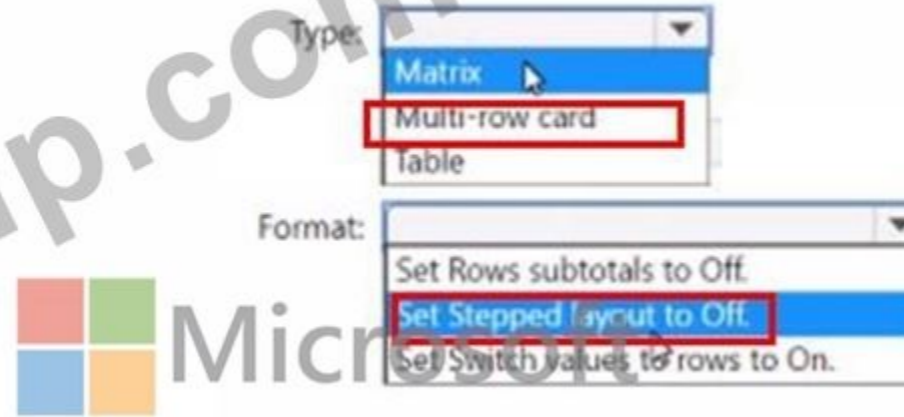 Type:
Matrix
Multi-row card
Table
Format:
Set Rows subtotals to Off.
Set Stepped layout to Off.
Set Switch values to rows to On.
Microsoft
p.com